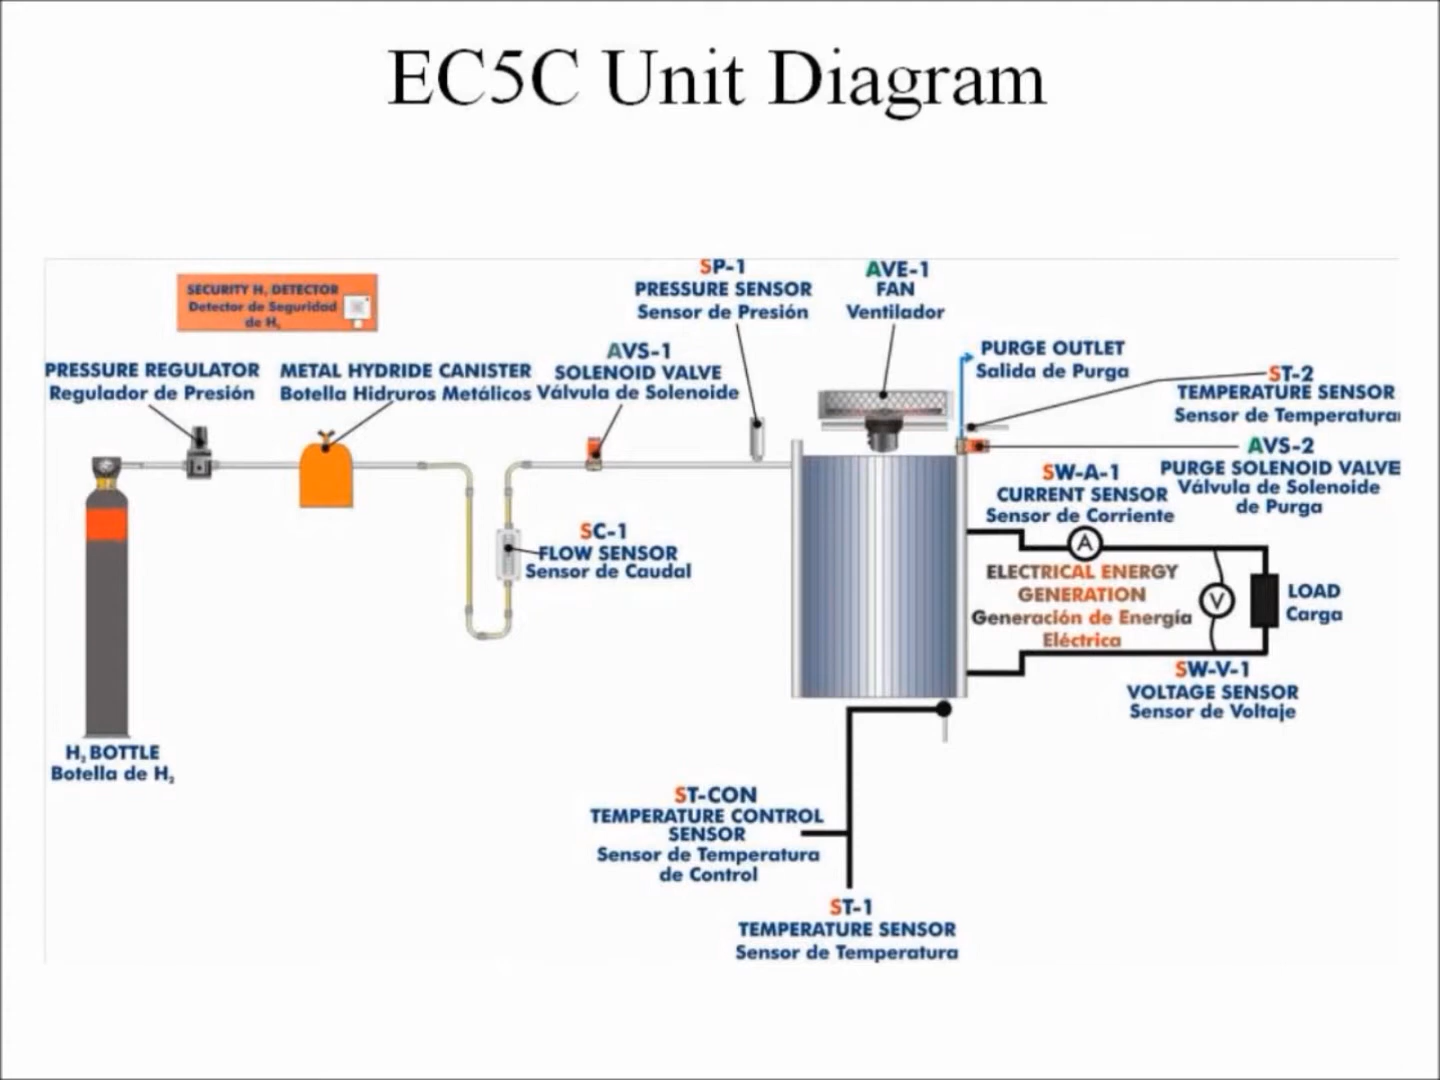 EC5C Unit Diagram
SECURITY H₂ DETECTOR
Detector de Seguridad
de H₂
SP-1
PRESSURE SENSOR
Sensor de Presión
AVE-1
FAN
Ventilador
PRESSURE REGULATOR
Regulador de Presión
METAL HYDRIDE CANISTER
Botella Hidruros Metálicos
AVS-1
SOLENOID VALVE
Válvula de Solenoide
PURGE OUTLET
Salida de Purga
ST-2
TEMPERATURE SENSOR
Sensor de Temperatura
AVS-2
PURGE SOLENOID VALVE
Válvula de Solenoide
de Purga
SW-A-1
CURRENT SENSOR
Sensor de Corriente
A
SC-1
FLOW SENSOR
Sensor de Caudal
ELECTRICAL ENERGY
GENERATION
Generación de Energía
Eléctrica
V
LOAD
Carga
SW-V-1
VOLTAGE SENSOR
Sensor de Voltaje
H₂ BOTTLE
Botella de H₂
ST-CON
TEMPERATURE CONTROL
SENSOR
Sensor de Temperatura
de Control
ST-1
TEMPERATURE SENSOR
Sensor de Temperatura